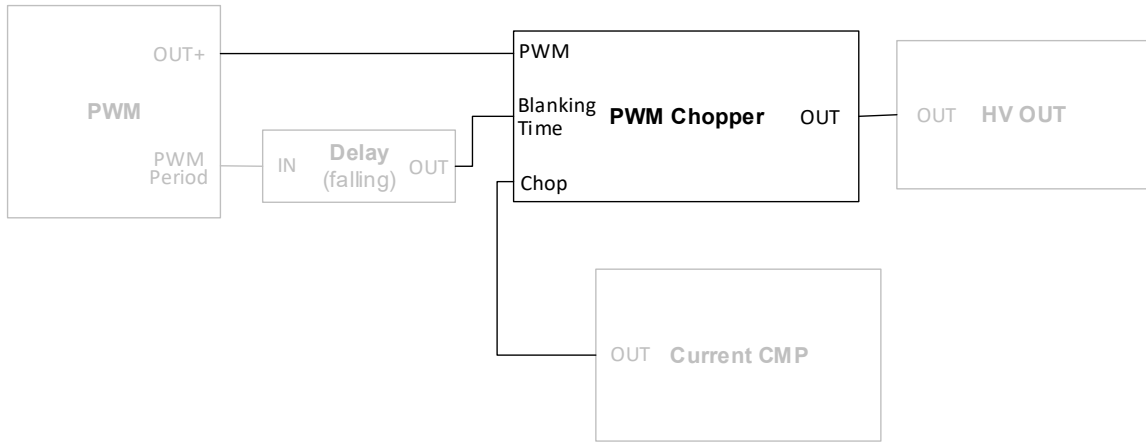 OUT+
PWM
PWM
Period
IN
Delay
(falling)
OUT
PWM
Blanking
Time
PWM Chopper
OUT
Chop
OUT
HV OUT
OUT
Current CMP